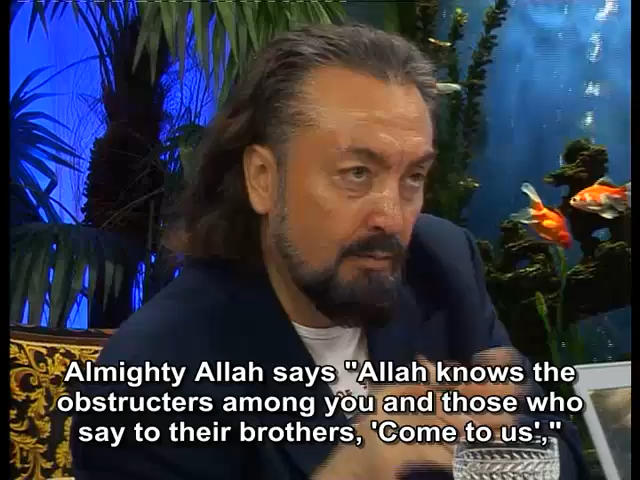 Almighty Allah says "Allah knows the
obstructers among you and those who
say to their brothers, 'Come to us',"